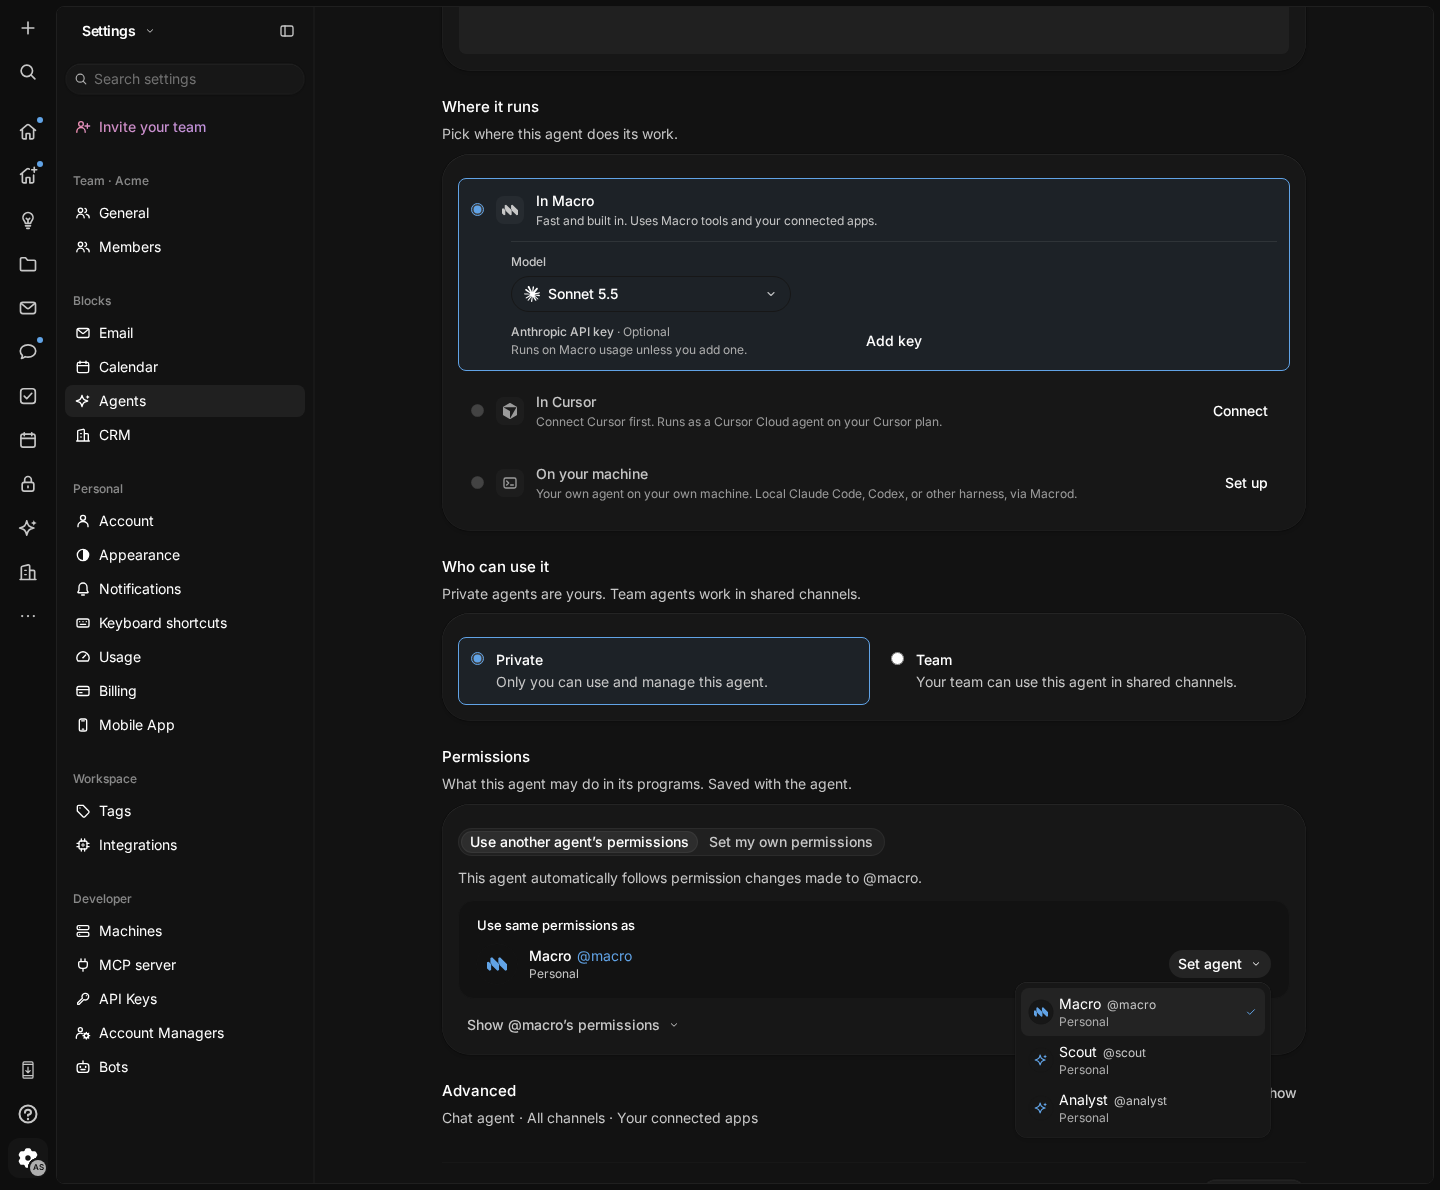 Settings
Search settings
Invite your team
Team · Acme
General
Members
Blocks
Email
Calendar
Agents
CRM
Personal
Account
Appearance
Notifications
Keyboard shortcuts
Usage
Billing
Mobile App
Workspace
Tags
Integrations
Developer
Machines
MCP server
API Keys
Account Managers
Bots
AS
Where it runs
Pick where this agent does its work.
In Macro
Fast and built in. Uses Macro tools and your connected apps.
Model
Sonnet 5.5
Anthropic API key · Optional
Runs on Macro usage unless you add one.
Add key
In Cursor
Connect Cursor first. Runs as a Cursor Cloud agent on your Cursor plan.
Connect
On your machine
Your own agent on your own machine. Local Claude Code, Codex, or other harness, via Macrod.
Set up
Who can use it
Private agents are yours. Team agents work in shared channels.
Private
Only you can use and manage this agent.
Team
Your team can use this agent in shared channels.
Permissions
What this agent may do in its programs. Saved with the agent.
Use another agent’s permissions
Set my own permissions
This agent automatically follows permission changes made to @macro.
Use same permissions as
Macro @macro
Personal
Set agent
Macro @macro
Personal
Scout @scout
Personal
Analyst @analyst
Personal
Show @macro’s permissions
Advanced
Chat agent · All channels · Your connected apps